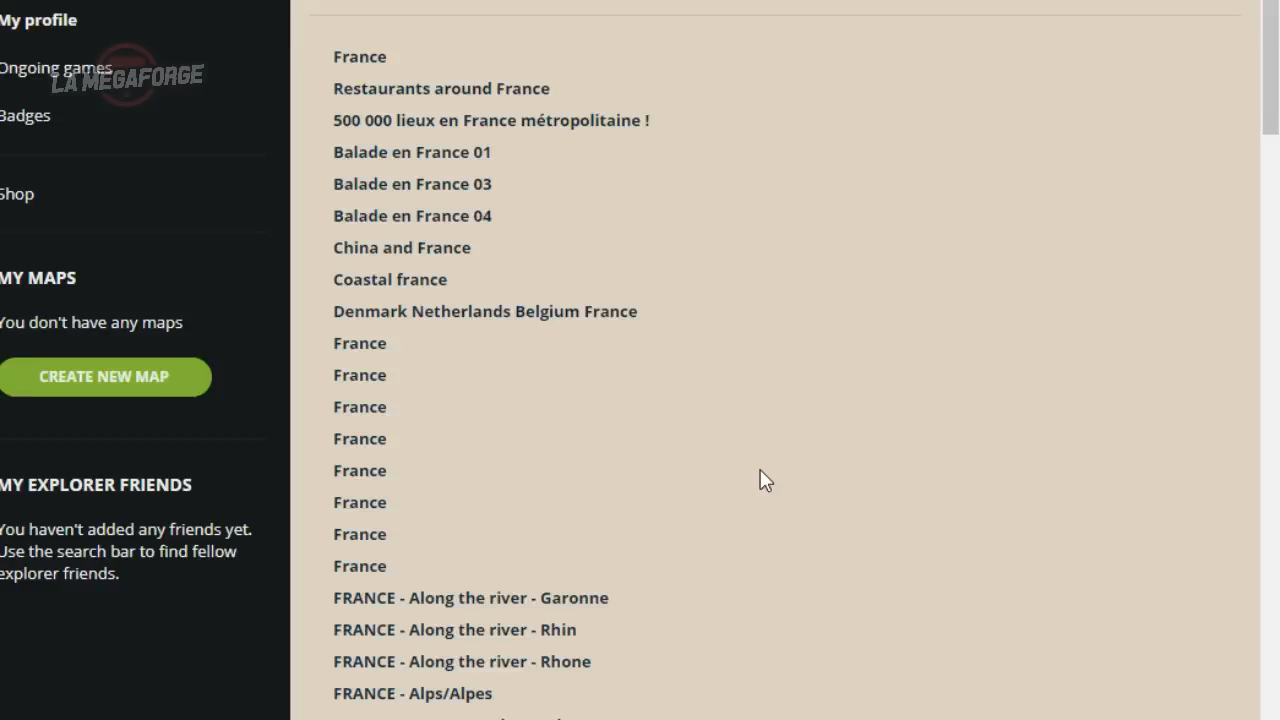 My profile
Ongoing games
LA MEGAFORGE
Badges
Shop
MY MAPS
You don't have any maps
CREATE NEW MAP
MY EXPLORER FRIENDS
You haven't added any friends yet.
Use the search bar to find fellow
explorer friends.
France
Restaurants around France
500 000 lieux en France métropolitaine !
Balade en France 01
Balade en France 03
Balade en France 04
China and France
Coastal france
Denmark Netherlands Belgium France
France
France
France
France
France
France
France
France
FRANCE - Along the river - Garonne
FRANCE - Along the river - Rhin
FRANCE - Along the river - Rhone
FRANCE - Alps/Alpes